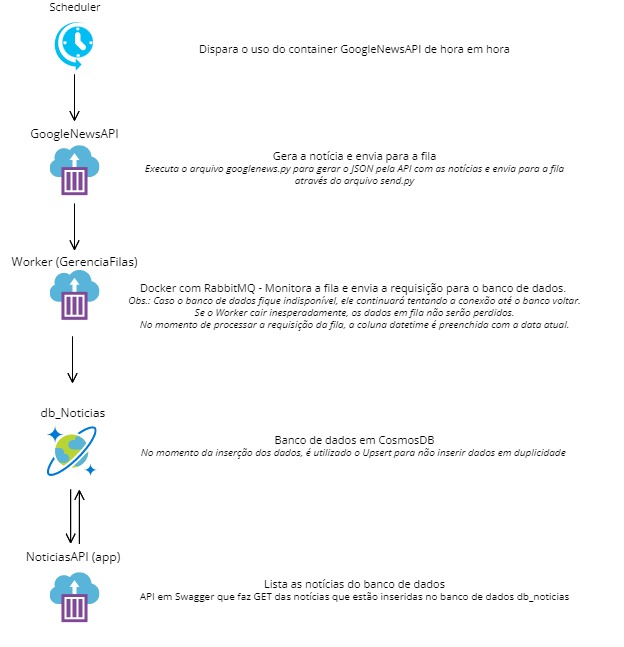 Scheduler
Dispara o uso do container GoogleNewsAPI de hora em hora
GoogleNewsAPI
Gera a notícia e envia para a fila
Executa o arquivo googlenews.py para gerar o JSON pela API com as notícias e envia para a fila
através do arquivo send.py
Worker (GerenciaFilas)
Docker com RabbitMQ - Monitora a fila e envia a requisição para o banco de dados.
Obs.: Caso o banco de dados fique indisponível, ele continuará tentando a conexão até o banco voltar.
Se o Worker cair inesperadamente, os dados em fila não serão perdidos.
No momento de processar a requisição da fila, a coluna datetime é preenchida com a data atual.
db_Noticias
Banco de dados em CosmosDB
No momento da inserção dos dados, é utilizado o Upsert para não inserir dados em duplicidade
NoticiasAPI (app)
Lista as notícias do banco de dados
API em Swagger que faz GET das notícias que estão inseridas no banco de dados db_noticias